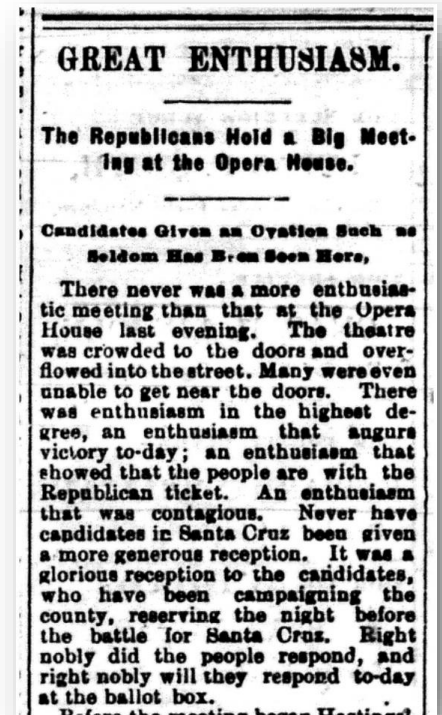 GREAT ENTHUSIASM.
The Republicans Hold a Big Meet-
ing at the Opera House.
Candidates Given an Ovation Such as
Seldom Has Been Seen Here,
There never was a more enthusias-
tic meeting than that at the Opera
House last evening. The theatre
was crowded to the doors and over-
flowed into the street. Many were even
unable to get near the doors. There
was enthusiasm in the highest de-
gree, an enthusiasm that augurs
victory to-day; an enthusiasm that
showed that the people are with the
Republican ticket. An enthusiasm
that was contagious. Never have
candidates in Santa Cruz been given
a more generous reception. It was a
glorious reception to the candidates,
who have been campaigning the
county, reserving the night before
the battle for Santa Cruz. Right
nobly did the people respond, and
right nobly will they respond to-day
at the ballot box.
Before the meeting began Hastings'